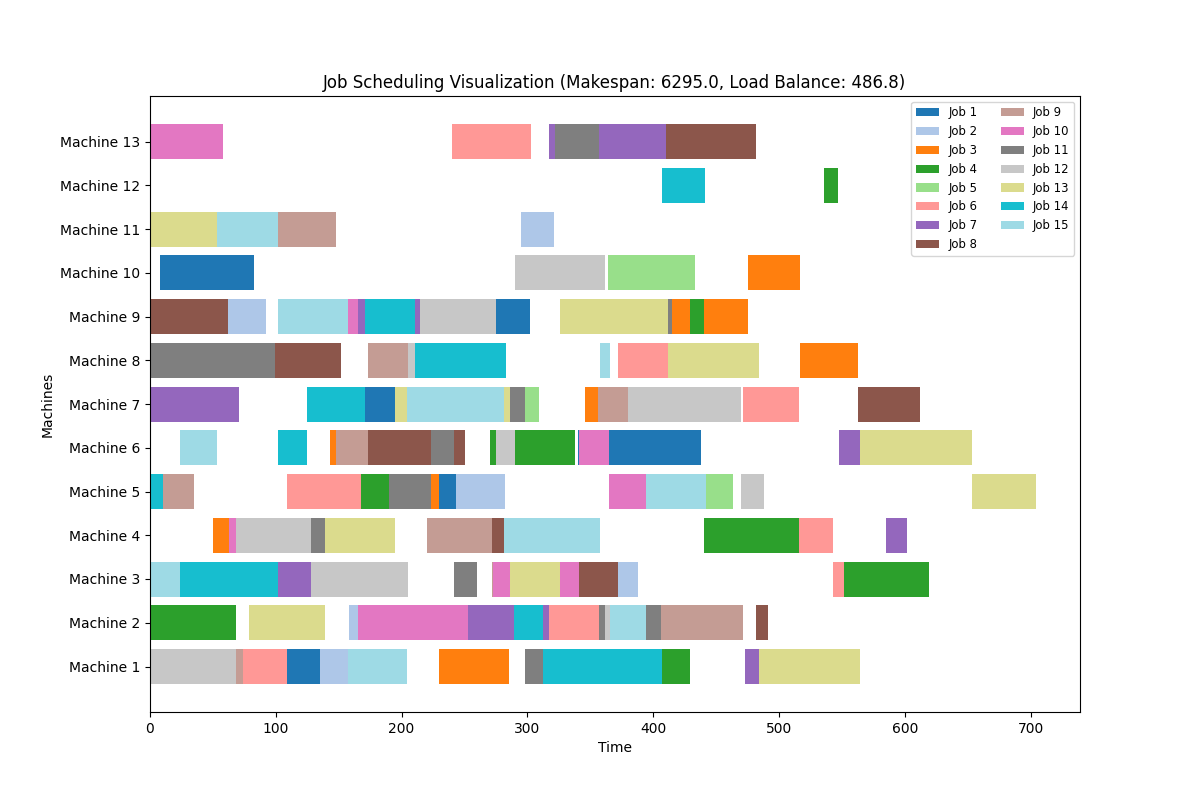 Job Scheduling Visualization (Makespan: 6295.0, Load Balance: 486.8)
Machines
Machine 13
Machine 12
Machine 11
Machine 10
Machine 9
Machine 8
Machine 7
Machine 6
Machine 5
Machine 4
Machine 3
Machine 2
Machine 1
0 100 200 300 400 500 600 700
Time
Job 1
Job 2
Job 3
Job 4
Job 5
Job 6
Job 7
Job 8
Job 9
Job 10
Job 11
Job 12
Job 13
Job 14
Job 15